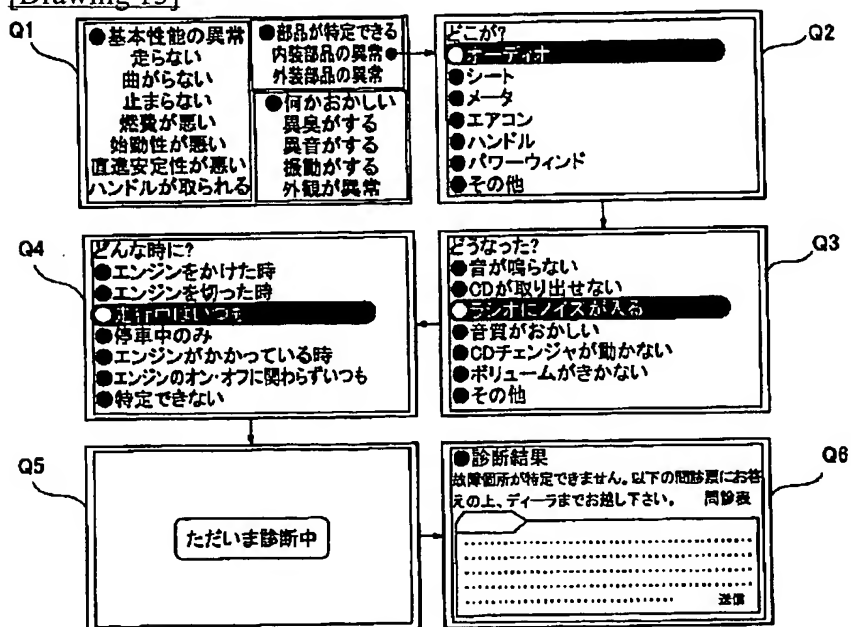 [Drawing 15]
Q1
●基本性能の異常
走らない
曲がらない
止まらない
燃費が悪い
始動性が悪い
直進安定性が悪い
ハンドルが取られる
●部品が特定できる
内装部品の異常●
外装部品の異常
●何かおかしい
異臭がする
異音がする
振動がする
外観が異常
Q2
どこが?
オーディオ
●シート
●メータ
●エアコン
●ハンドル
●パワーウィンド
●その他
Q3
どうなった?
●音が鳴らない
●CDが取り出せない
ラジオにノイズが入る
●音質がおかしい
●CDチェンジャが動かない
●ボリュームがきかない
●その他
Q4
どんな時に?
●エンジンをかけた時
●エンジンを切った時
走行中はいつも
●停車中のみ
●エンジンがかかっている時
●エンジンのオン・オフに関わらずいつも
●特定できない
Q5
ただいま診断中
Q6
●診断結果
故障個所が特定できません。以下の問診票にお答
えの上、ディーラまでお越し下さい。 問診表
送信